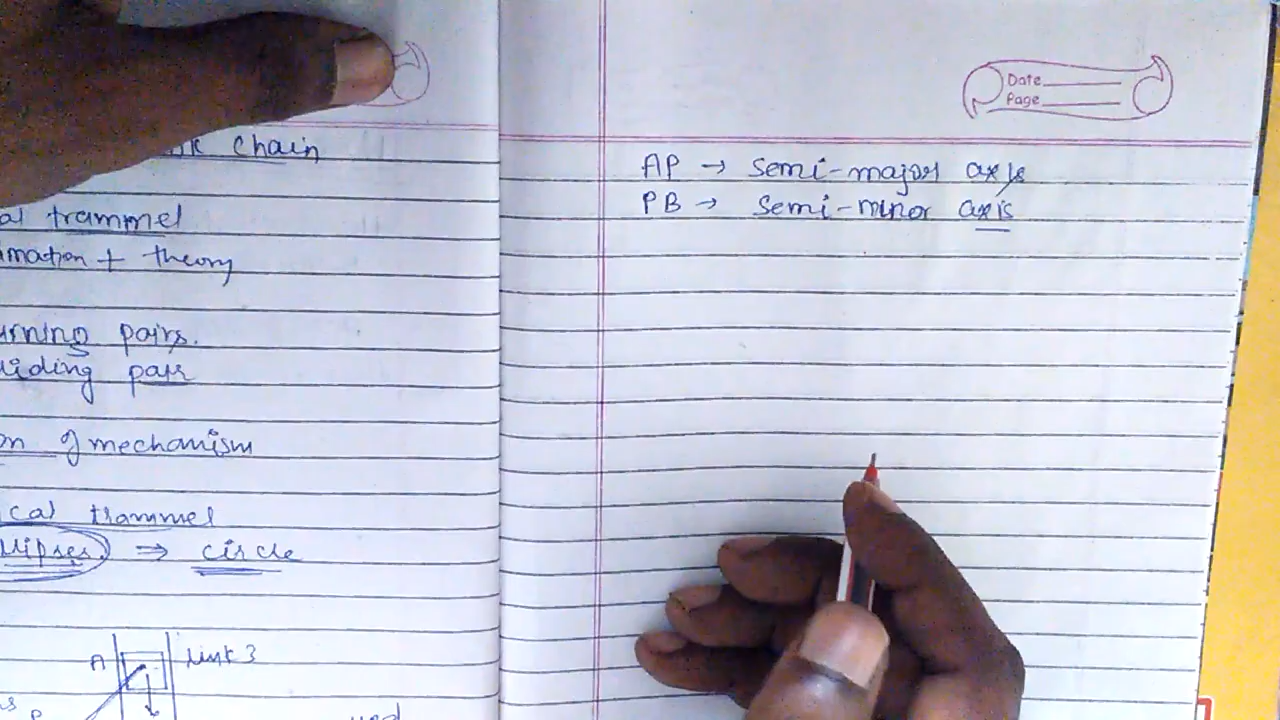 chain
trammel
mation + theory
urning pairs.
iding pair
on of mechanism
cal trammel
llipses. ⇒ circle
A Link 3
P
Date
Page
AP → semi-major axis
PB → semi-minor axis